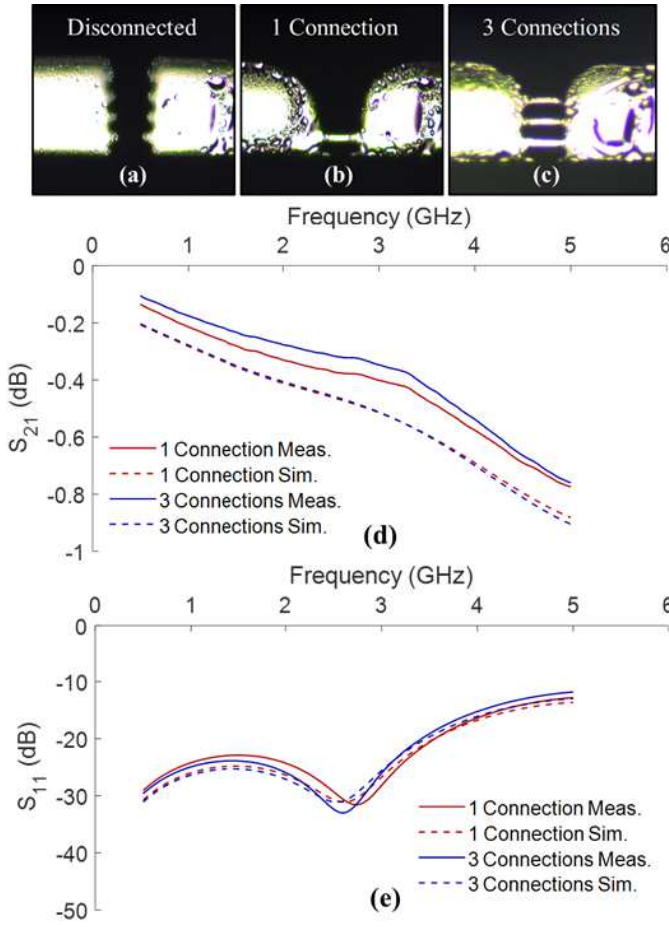 Disconnected 1 Connection 3 Connections
(a) (b) (c)
Frequency (GHz)
0 1 2 3 4 5 6
0
-0.2
-0.4
-0.6
-0.8
-1
S21 (dB)
1 Connection Meas.
1 Connection Sim.
3 Connections Meas.
3 Connections Sim.
(d)
Frequency (GHz)
0 1 2 3 4 5 6
0
-10
-20
-30
-40
-50
S11 (dB)
1 Connection Meas.
1 Connection Sim.
3 Connections Meas.
3 Connections Sim.
(e)